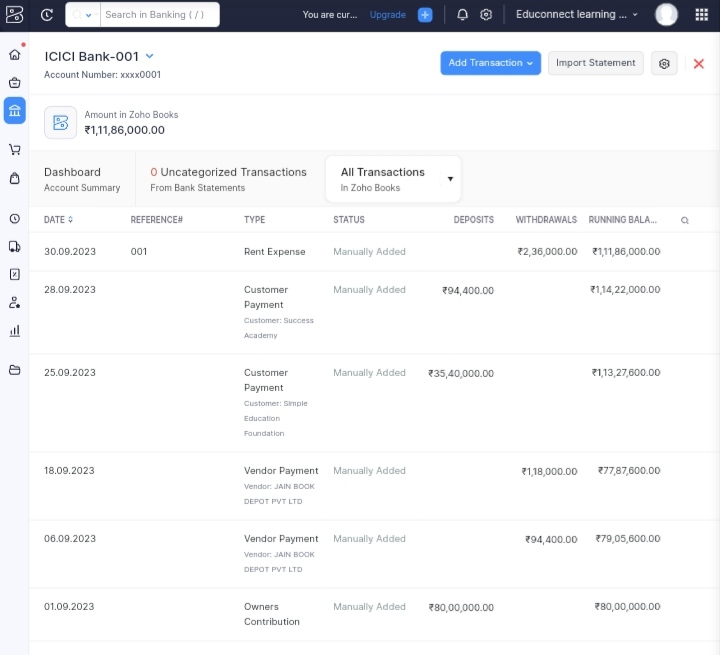 Search in Banking ( / )
You are cur...
Upgrade
Educonnect learning ...
ICICI Bank-001
Account Number: xxxx0001
Add Transaction
Import Statement
Amount in Zoho Books
₹1,11,86,000.00
Dashboard
Account Summary
0 Uncategorized Transactions
From Bank Statements
All Transactions
In Zoho Books
DATE REFERENCE# TYPE STATUS DEPOSITS WITHDRAWALS RUNNING BALA...
30.09.2023 001 Rent Expense Manually Added ₹2,36,000.00 ₹1,11,86,000.00
28.09.2023 Customer Manually Added ₹94,400.00 ₹1,14,22,000.00
Payment
Customer: Success
Academy
25.09.2023 Customer Manually Added ₹35,40,000.00 ₹1,13,27,600.00
Payment
Customer: Simple
Education
Foundation
18.09.2023 Vendor Payment Manually Added ₹1,18,000.00 ₹77,87,600.00
Vendor: JAIN BOOK
DEPOT PVT LTD
06.09.2023 Vendor Payment Manually Added ₹94,400.00 ₹79,05,600.00
Vendor: JAIN BOOK
DEPOT PVT LTD
01.09.2023 Owners Manually Added ₹80,00,000.00 ₹80,00,000.00
Contribution